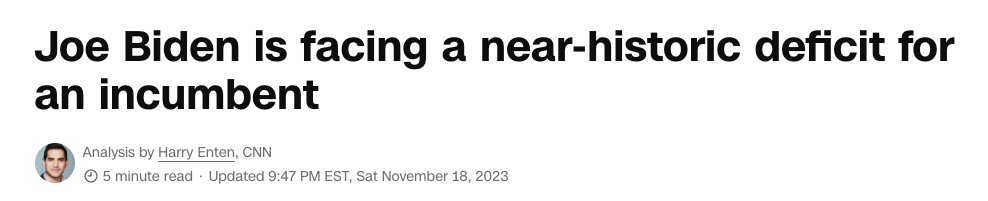 Joe Biden is facing a near-historic deficit for
an incumbent
Analysis by Harry Enten, CNN
5 minute read · Updated 9:47 PM EST, Sat November 18, 2023